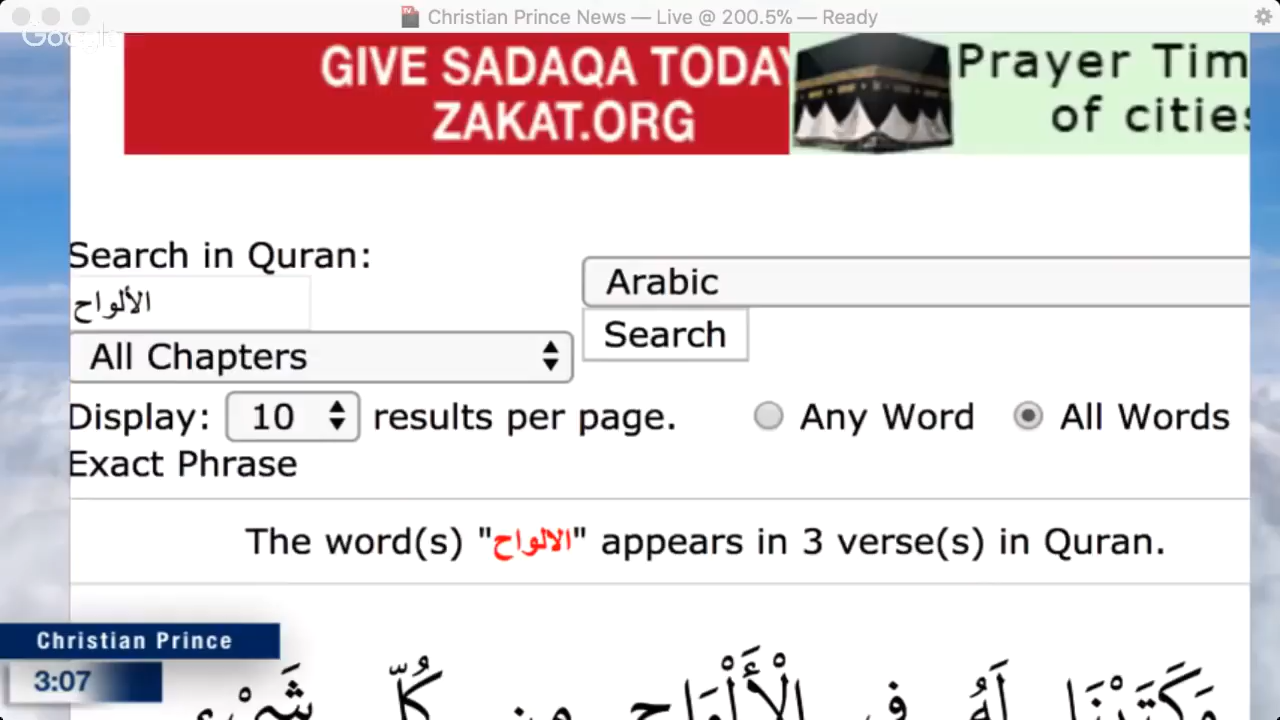 Christian Prince News — Live @ 200.5% — Ready
Google
GIVE SADAQA TODAY
ZAKAT.ORG
Prayer Tim
of cities
Search in Quran:
الألواح
Arabic
Search
All Chapters
Display: 10 results per page. Any Word All Words
Exact Phrase
The word(s) "الالواح" appears in 3 verse(s) in Quran.
Christian Prince
3:07
وَكَتَبْنَا لَهُ فِي الْأَلْوَاحِ مِن كُلِّ شَيْءٍ